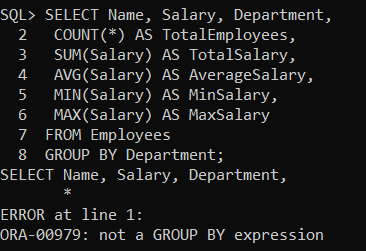 SQL> SELECT Name, Salary, Department,
  2  COUNT(*) AS TotalEmployees,
  3  SUM(Salary) AS TotalSalary,
  4  AVG(Salary) AS AverageSalary,
  5  MIN(Salary) AS MinSalary,
  6  MAX(Salary) AS MaxSalary
  7  FROM Employees
  8  GROUP BY Department;
SELECT Name, Salary, Department,
       *
ERROR at line 1:
ORA-00979: not a GROUP BY expression